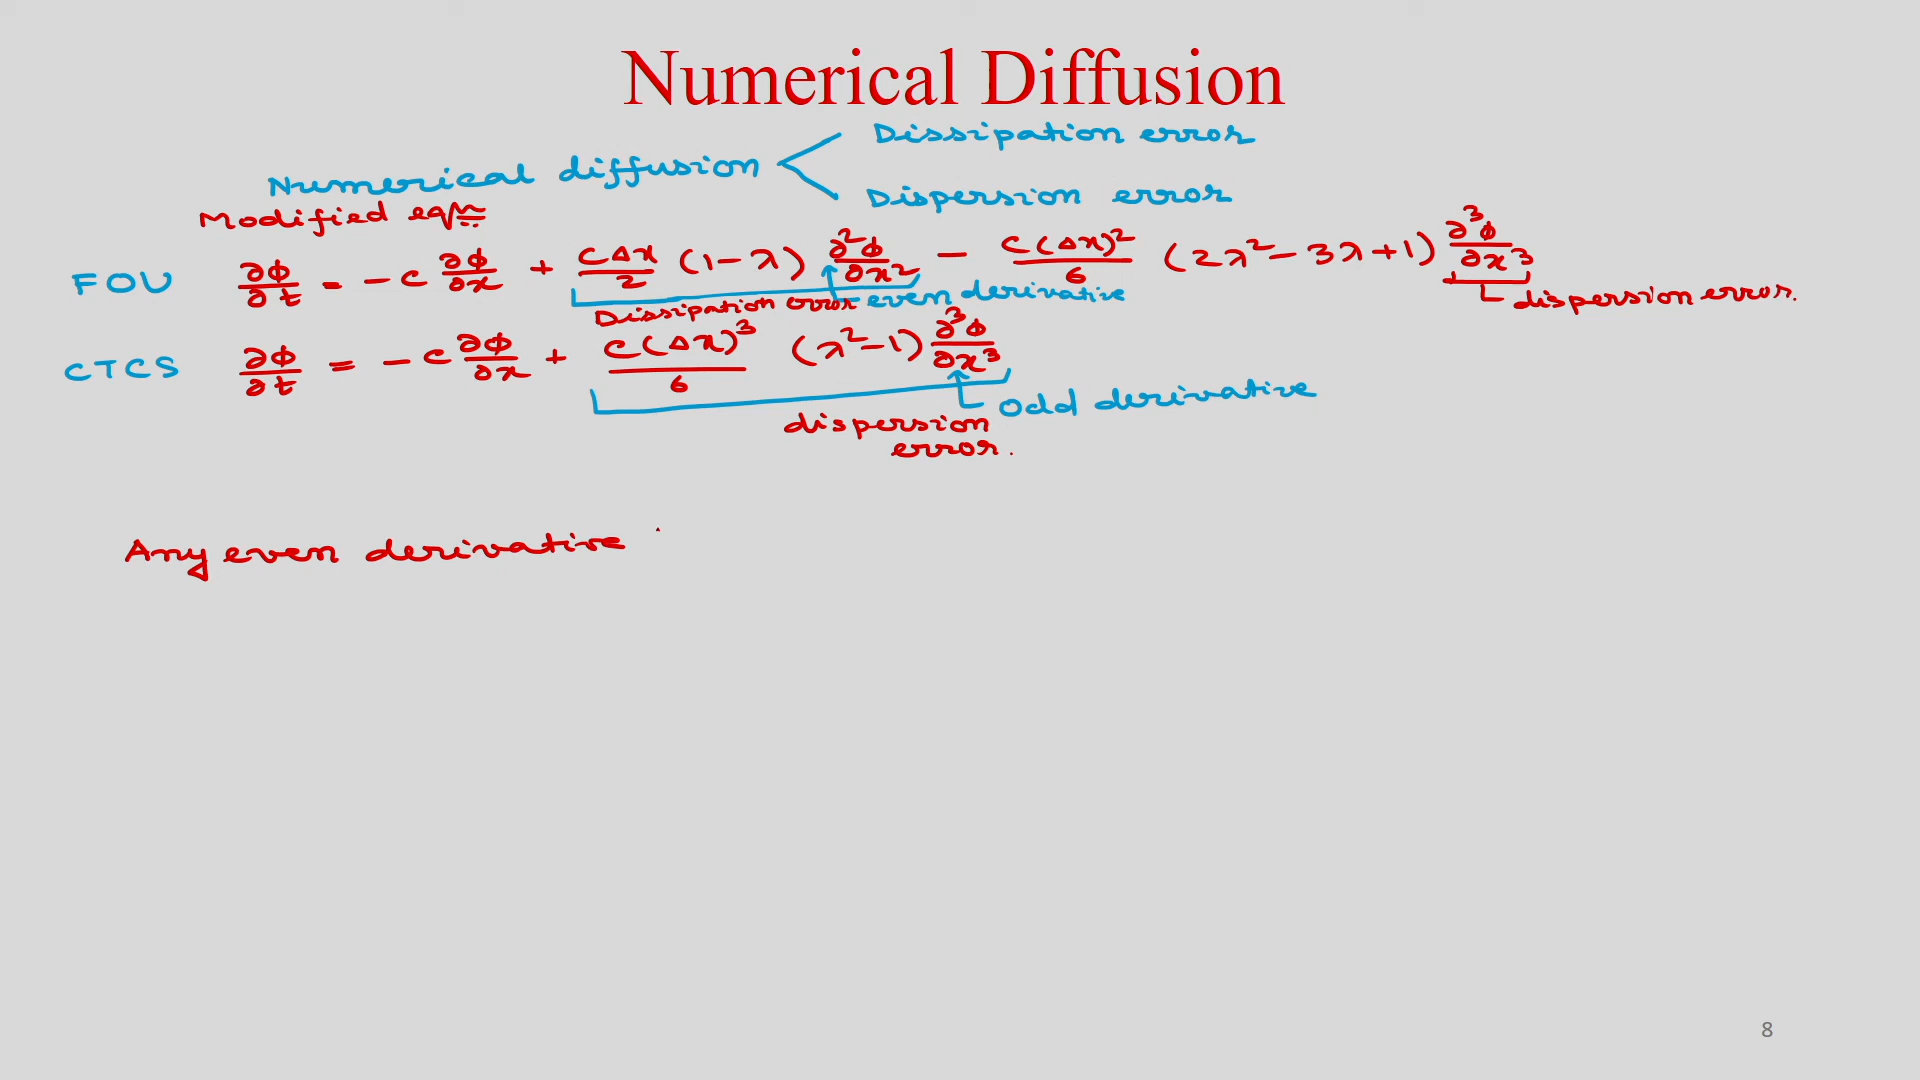 Numerical Diffusion
Numerical diffusion < Dissipation error
Dispersion error
Modified eqn
FOU ∂ϕ/∂t = -c ∂ϕ/∂x + cΔx/2 (1-λ) ∂²ϕ/∂x² - c(Δx)²/6 (2λ²-3λ+1) ∂³ϕ/∂x³
Dissipation error even derivative dispersion error.
CTCS ∂ϕ/∂t = -c ∂ϕ/∂x + c(Δx)³/6 (λ²-1) ∂³ϕ/∂x³
odd derivative
dispersion
error.
Any even derivative
8